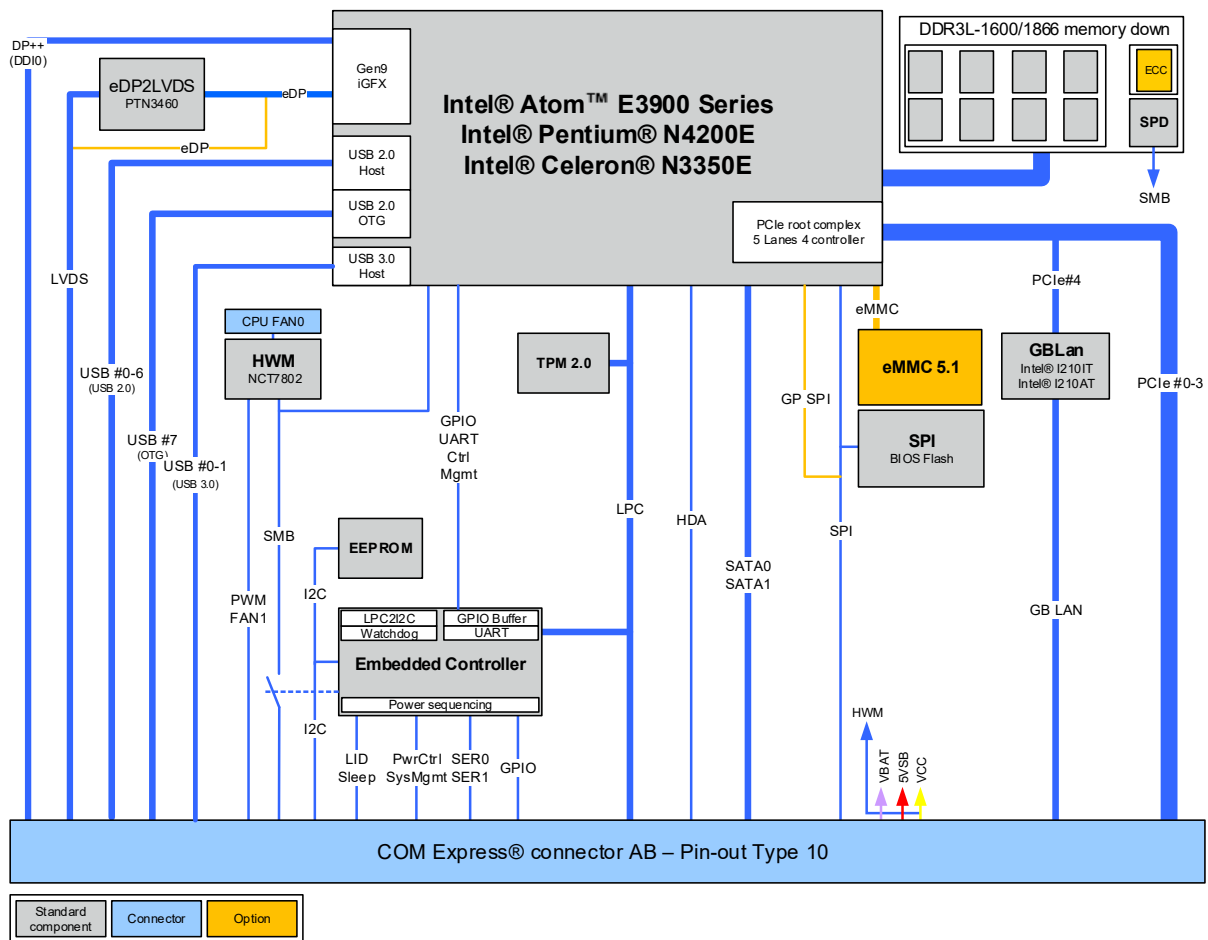 DP++
(DDI0)
eDP2LVDS
PTN3460
eDP
eDP
Gen9
iGFX
USB 2.0
Host
USB 2.0
OTG
USB 3.0
Host
Intel® Atom™ E3900 Series
Intel® Pentium® N4200E
Intel® Celeron® N3350E
PCIe root complex
5 Lanes 4 controller
DDR3L-1600/1866 memory down
ECC
SPD
SMB
LVDS
USB #0-6
(USB 2.0)
USB #7
(OTG)
USB #0-1
(USB 3.0)
CPU FAN0
HWM
NCT7802
TPM 2.0
GPIO
UART
Ctrl
Mgmt
eMMC
eMMC 5.1
GP SPI
SPI
BIOS Flash
PCIe#4
GBLan
Intel® I210IT
Intel® I210AT
PCIe #0-3
SMB
PWM
FAN1
EEPROM
I2C
LPC
HDA
SATA0
SATA1
SPI
GB LAN
LPC2I2C
Watchdog
GPIO Buffer
UART
Embedded Controller
Power sequencing
I2C
LID
Sleep
PwrCtrl
SysMgmt
SER0
SER1
GPIO
HWM
VBAT
5VSB
VCC
COM Express® connector AB – Pin-out Type 10
Standard
component
Connector
Option